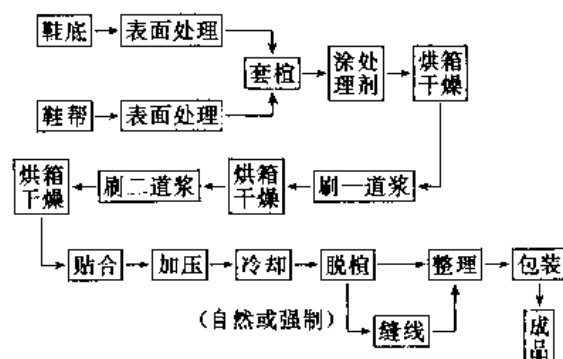 鞋底
表面处理
套楦
涂处
理剂
烘箱
干燥
鞋帮
表面处理
烘箱
干燥
刷二道浆
烘箱
干燥
刷一道浆
贴合
加压
冷却
脱楦
整理
包装
(自然或强制)
缝线
成
品